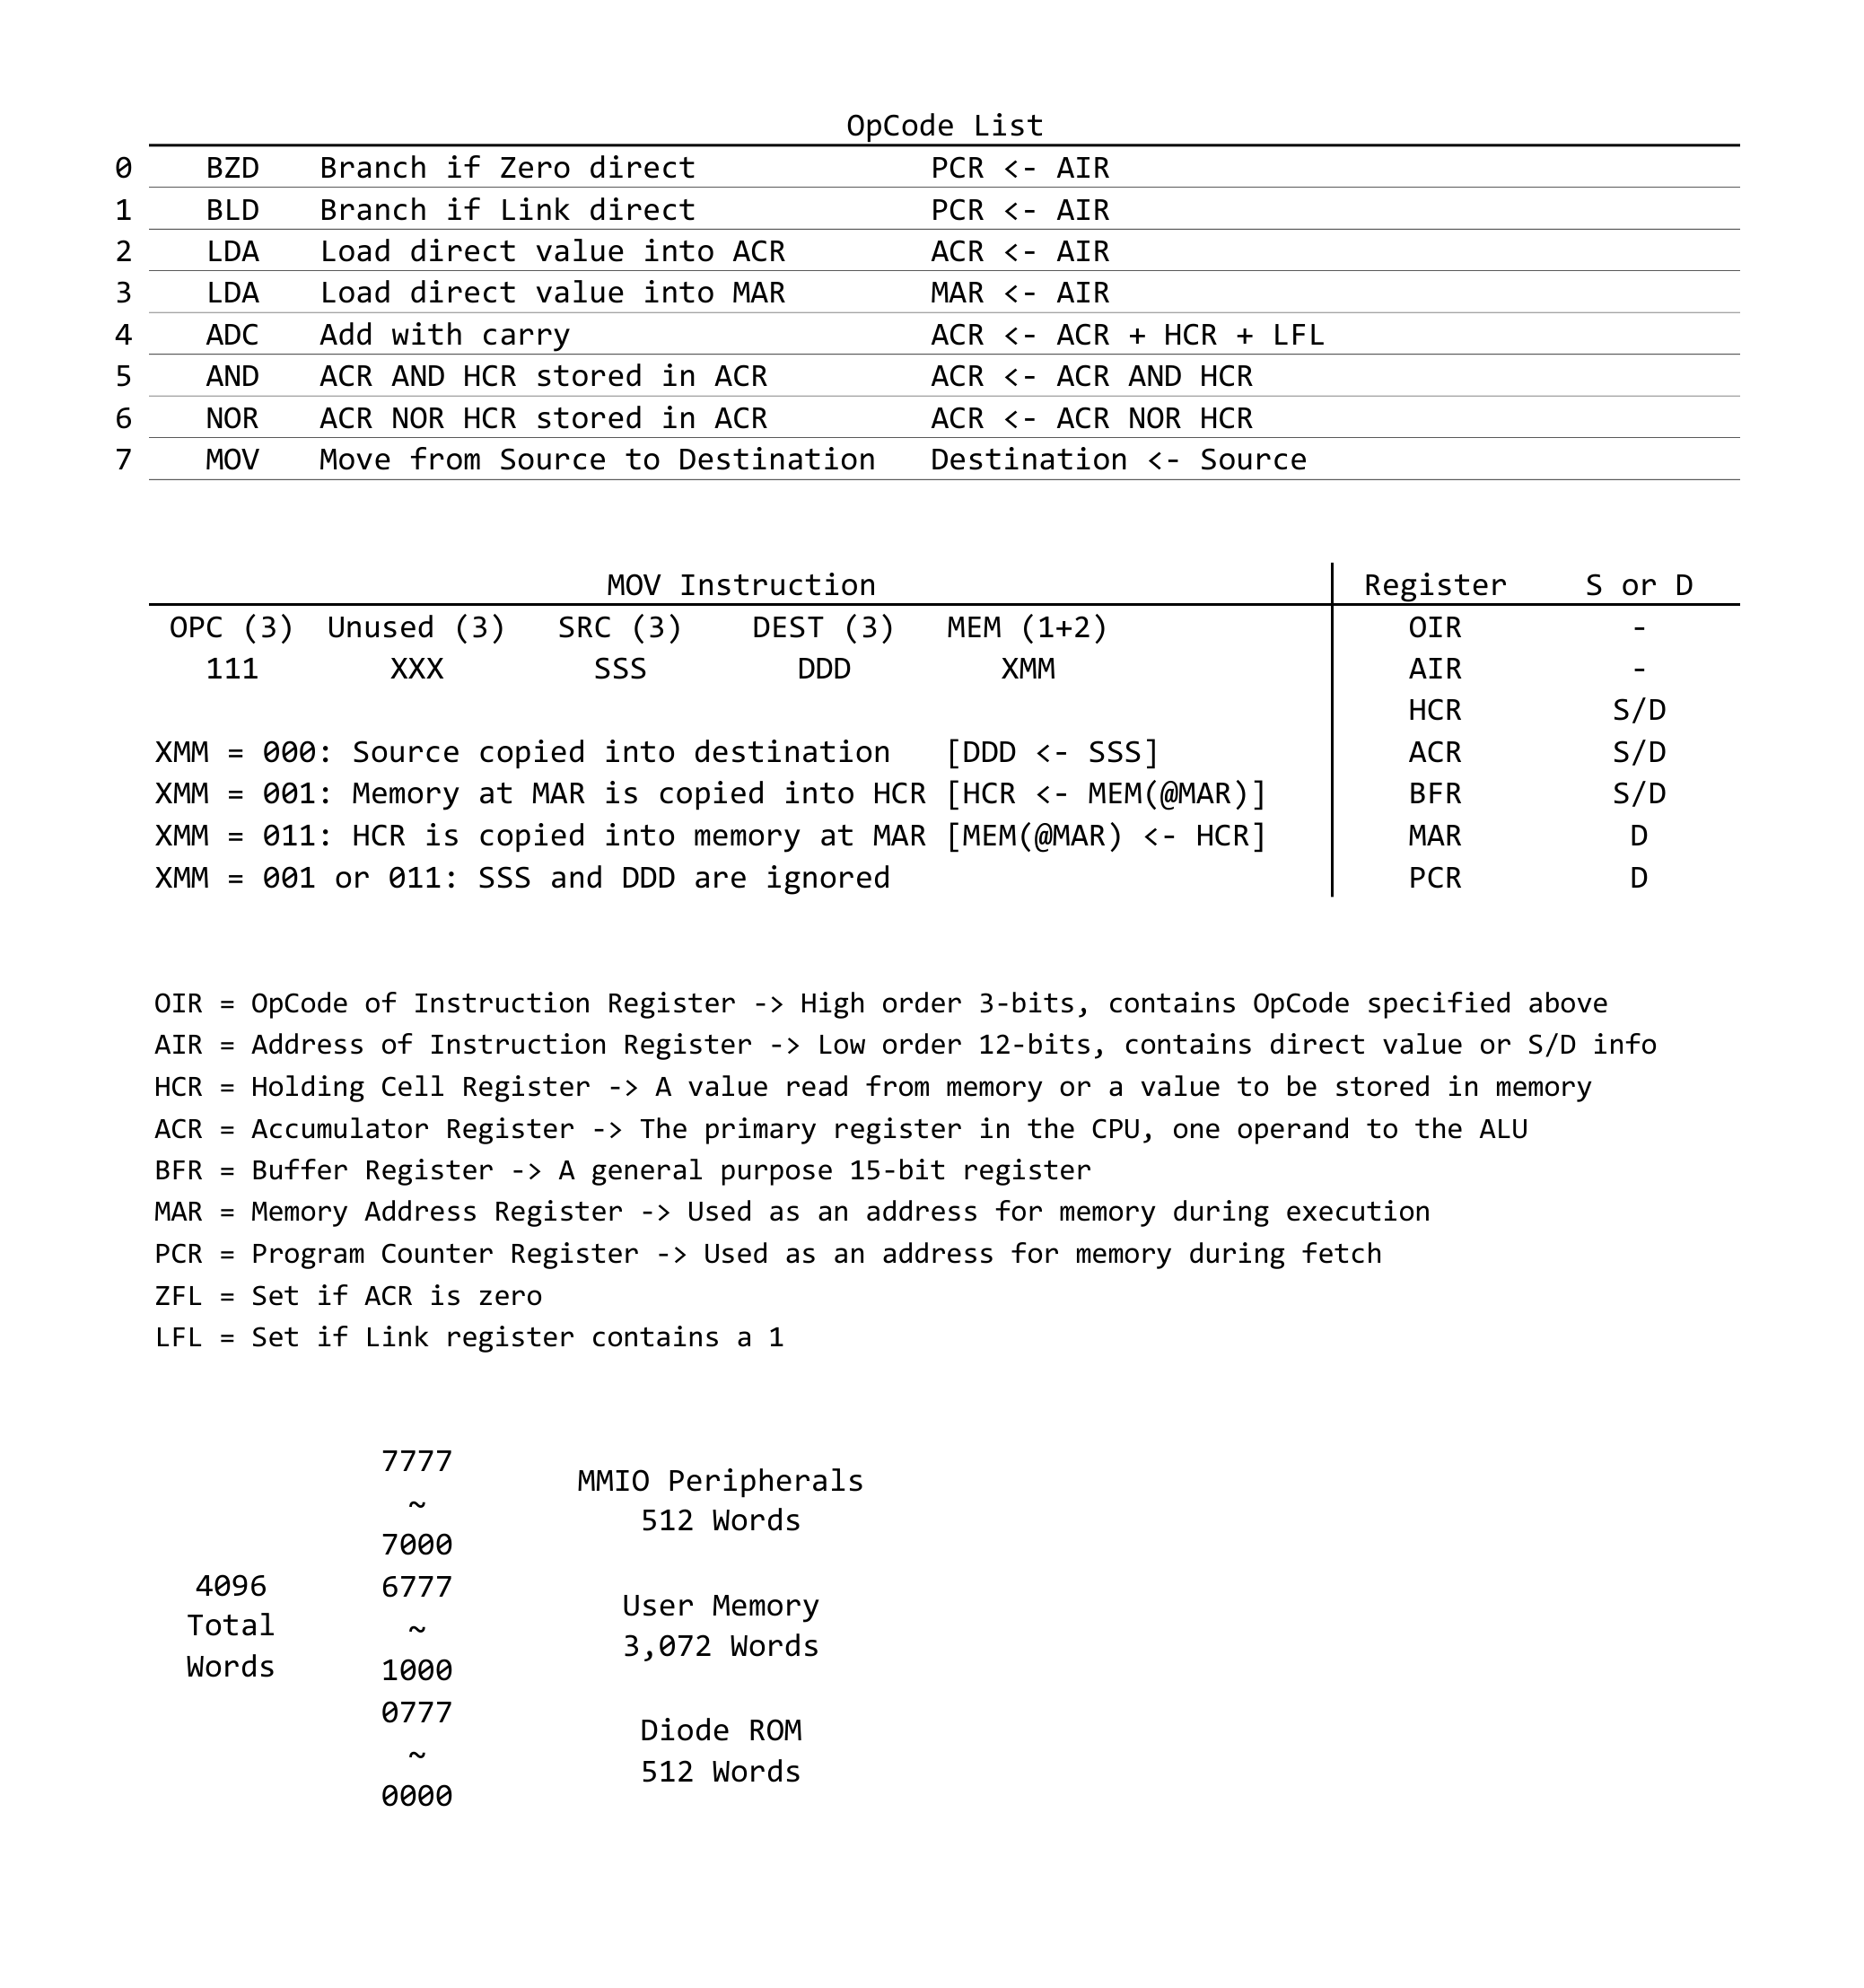 OpCode List
0 BZD Branch if Zero direct PCR <- AIR
1 BLD Branch if Link direct PCR <- AIR
2 LDA Load direct value into ACR ACR <- AIR
3 LDA Load direct value into MAR MAR <- AIR
4 ADC Add with carry ACR <- ACR + HCR + LFL
5 AND ACR AND HCR stored in ACR ACR <- ACR AND HCR
6 NOR ACR NOR HCR stored in ACR ACR <- ACR NOR HCR
7 MOV Move from Source to Destination Destination <- Source
MOV Instruction Register S or D
OPC (3) Unused (3) SRC (3) DEST (3) MEM (1+2) OIR -
111 XXX SSS DDD XMM AIR -
HCR S/D
XMM = 000: Source copied into destination [DDD <- SSS] ACR S/D
XMM = 001: Memory at MAR is copied into HCR [HCR <- MEM(@MAR)] BFR S/D
XMM = 011: HCR is copied into memory at MAR [MEM(@MAR) <- HCR] MAR D
XMM = 001 or 011: SSS and DDD are ignored PCR D
OIR = OpCode of Instruction Register -> High order 3-bits, contains OpCode specified above
AIR = Address of Instruction Register -> Low order 12-bits, contains direct value or S/D info
HCR = Holding Cell Register -> A value read from memory or a value to be stored in memory
ACR = Accumulator Register -> The primary register in the CPU, one operand to the ALU
BFR = Buffer Register -> A general purpose 15-bit register
MAR = Memory Address Register -> Used as an address for memory during execution
PCR = Program Counter Register -> Used as an address for memory during fetch
ZFL = Set if ACR is zero
LFL = Set if Link register contains a 1
7777
MMIO Peripherals
~
512 Words
7000
4096 6777
User Memory
Total ~
3,072 Words
Words 1000
0777
Diode ROM
~
512 Words
0000